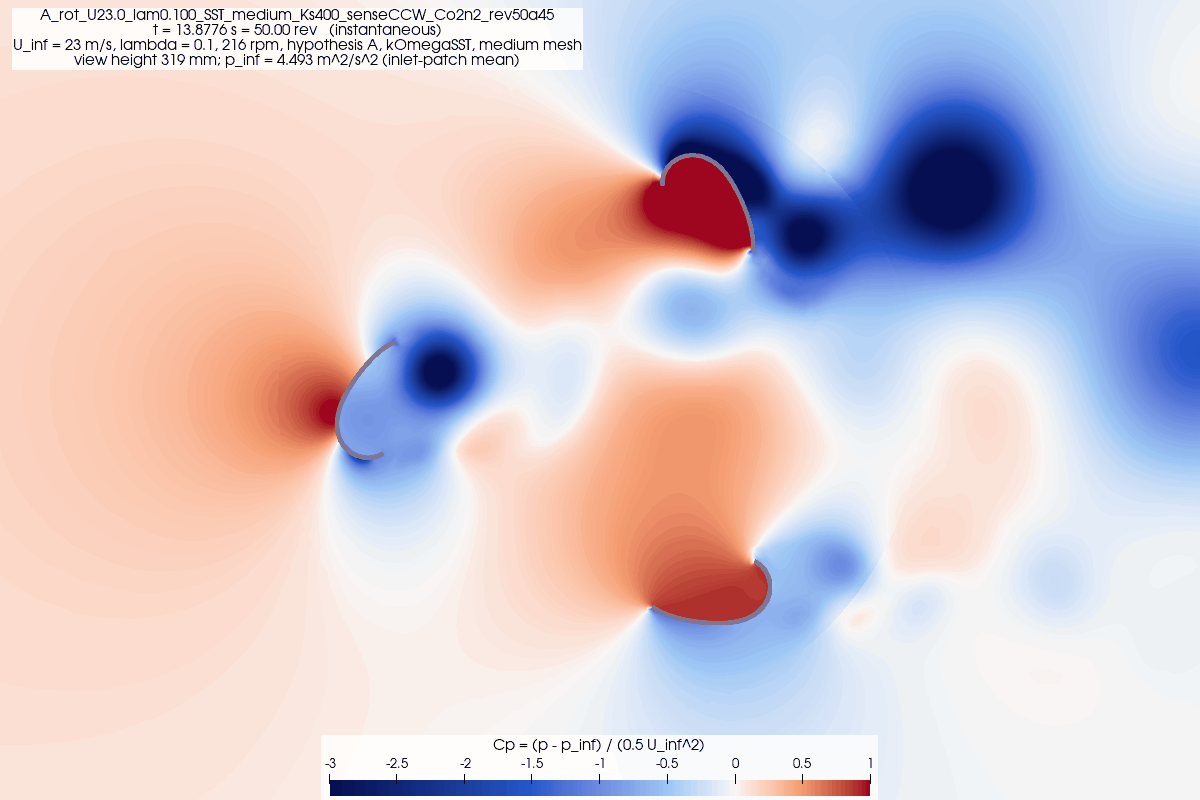 A_rot_U23.0_lam0.100_SST_medium_Ks400_senseCCW_Co2n2_rev50a45
t = 13.8776 s = 50.00 rev (instantaneous)
U_inf = 23 m/s, lambda = 0.1, 216 rpm, hypothesis A, kOmegaSST, medium mesh
view height 319 mm; p_inf = 4.493 m^2/s^2 (inlet-patch mean)
Cp = (p - p_inf) / (0.5 U_inf^2)
-3 -2.5 -2 -1.5 -1 -0.5 0 0.5 1